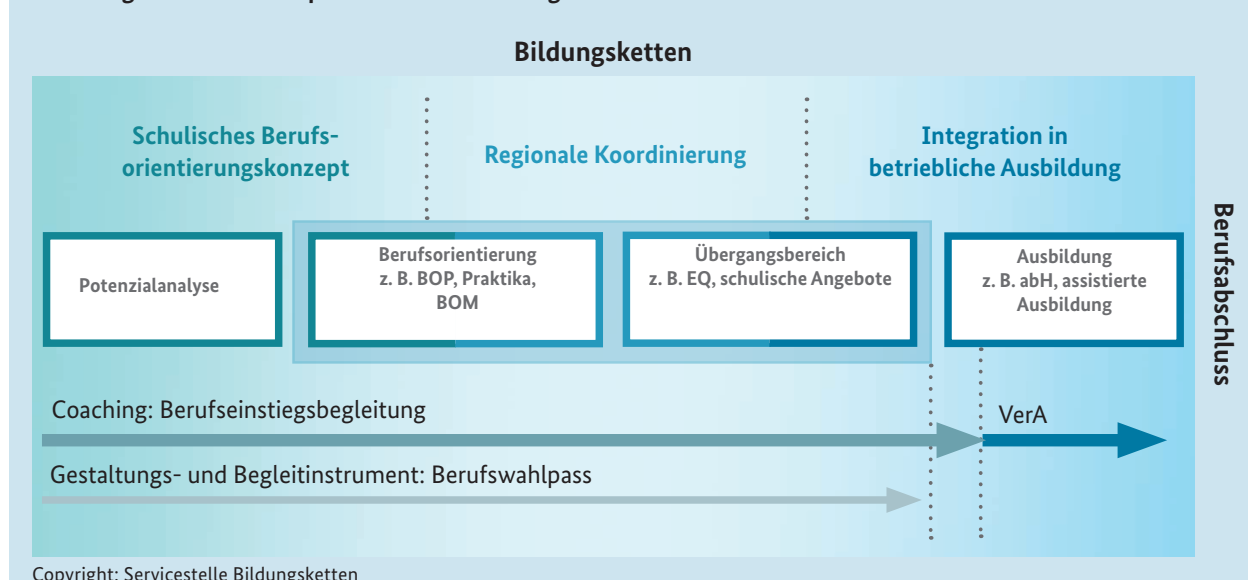 Bildungsketten
Schulisches Berufs-
orientierungskonzept
Regionale Koordinierung
Integration in
betriebliche Ausbildung
Potenzialanalyse
Berufsorientierung
z. B. BOP, Praktika,
BOM
Übergangsbereich
z. B. EQ, schulische Angebote
Ausbildung
z. B. abH, assistierte
Ausbildung
Berufsabschluss
Coaching: Berufseinstiegsbegleitung
VerA
Gestaltungs- und Begleitinstrument: Berufswahlpass
Copyright: Servicestelle Bildungsketten